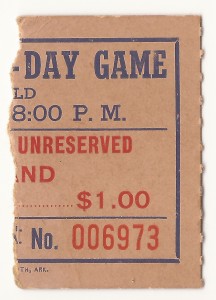 -DAY GAME
LD
8:00 P. M.
UNRESERVED
AND
$1.00
No. 006973
TH, ARK.